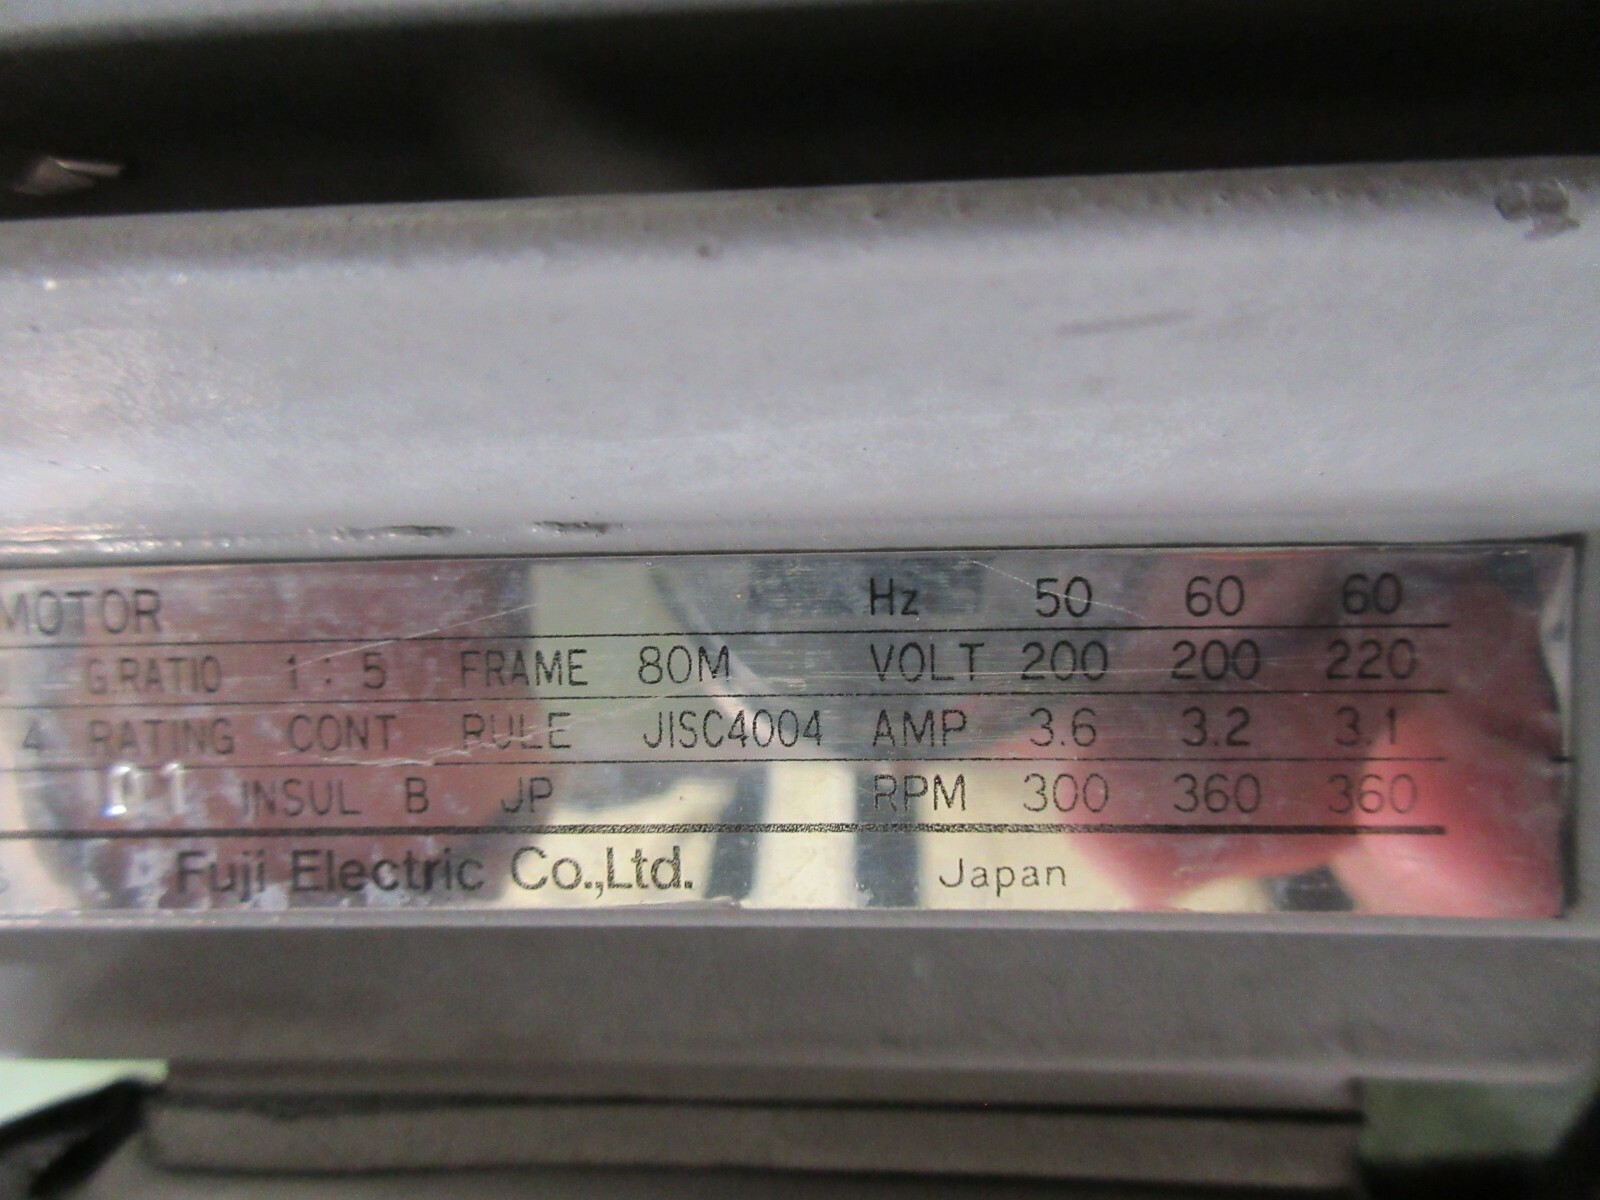 MOTOR Hz 50 60 60
G.RATIO 1 : 5 FRAME 80M VOLT 200 200 220
4 RATING CONT RULE JISC4004 AMP 3.6 3.2 3.1
INSUL B JP RPM 300 360 360
Fuji Electric Co.,Ltd. Japan